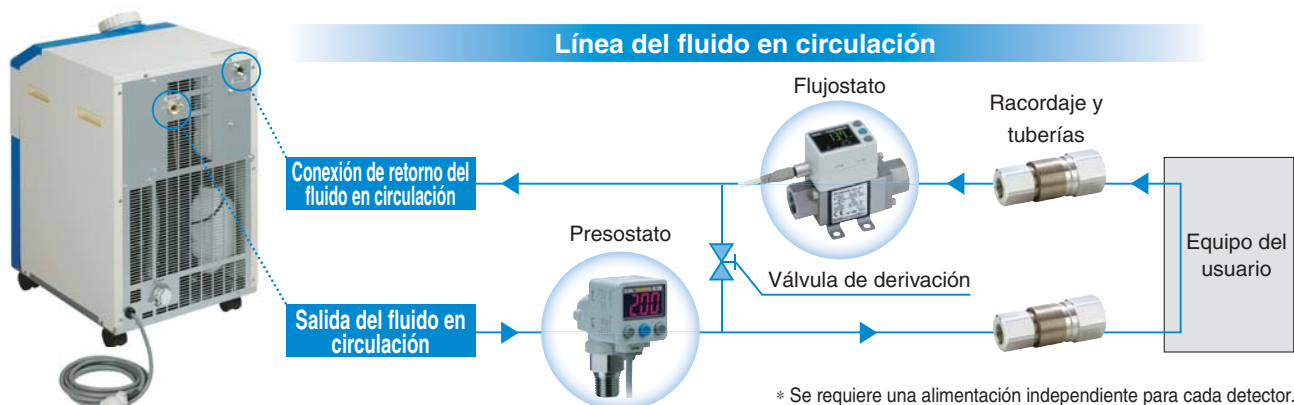 Línea del fluido en circulación
Flujostato
Racordaje y
tuberías
Conexión de retorno del
fluido en circulación
Presostato
Válvula de derivación
Equipo del
usuario
200
Salida del fluido en
circulación
* Se requiere una alimentación independiente para cada detector.